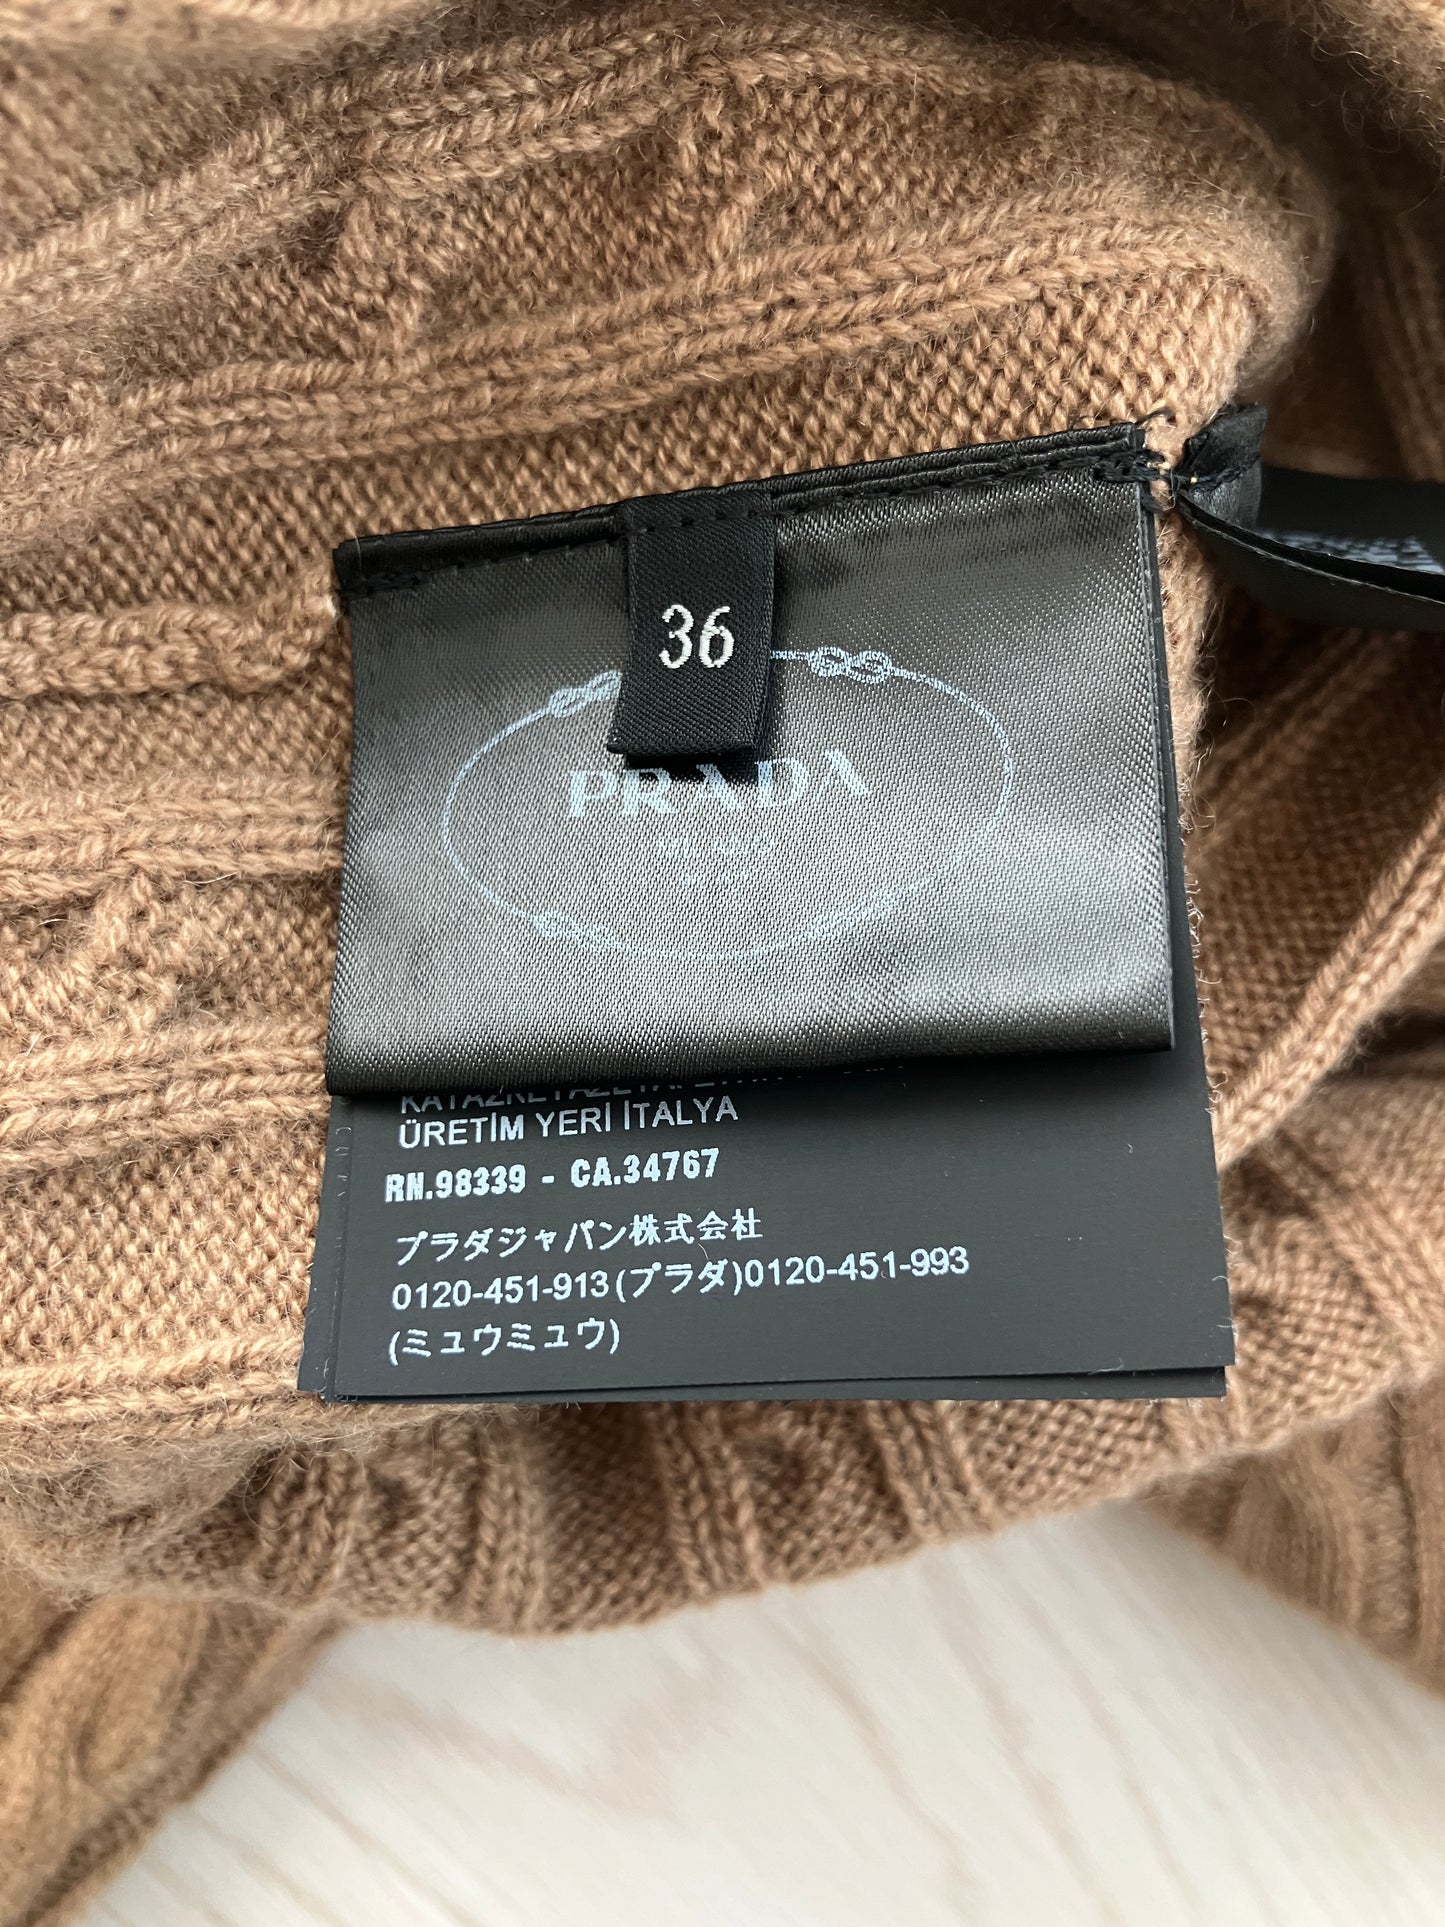 36
PRADA
ÜRETİM YERİ İTALYA
RN.98339 - CA.34767
プラダジャパン株式会社
0120-451-913(プラダ)0120-451-993
(ミュウミュウ)